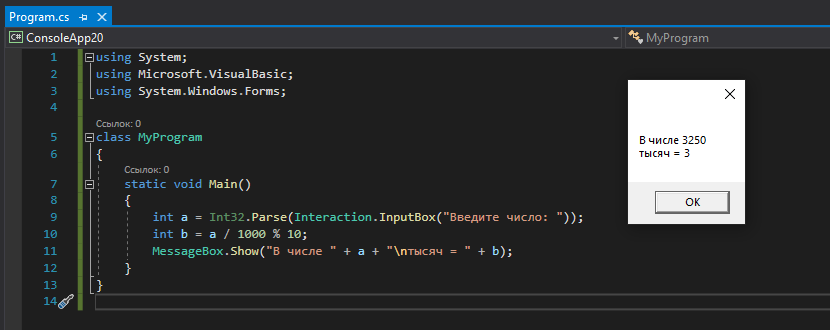 Program.cs
C# ConsoleApp20
MyProgram
1 using System;
2 using Microsoft.VisualBasic;
3 using System.Windows.Forms;
4
Ссылок: 0
5 class MyProgram
6 {
Ссылок: 0
7 static void Main()
8 {
9 int a = Int32.Parse(Interaction.InputBox("Введите число: "));
10 int b = a / 1000 % 10;
11 MessageBox.Show("В числе " + a + "\nтысяч = " + b);
12 }
13 }
14
В числе 3250
тысяч = 3
OK